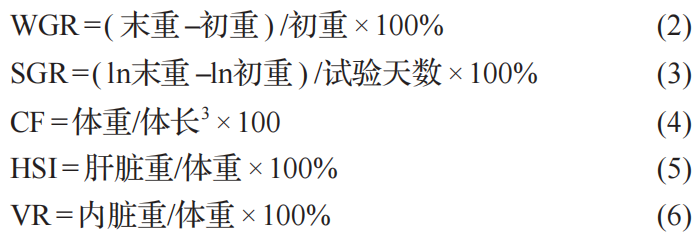 WGR=(末重–初重)/初重×100% (2)
SGR=(ln末重–ln初重)/试验天数×100% (3)
CF=体重/体长³×100 (4)
HSI=肝脏重/体重×100% (5)
VR=内脏重/体重×100% (6)